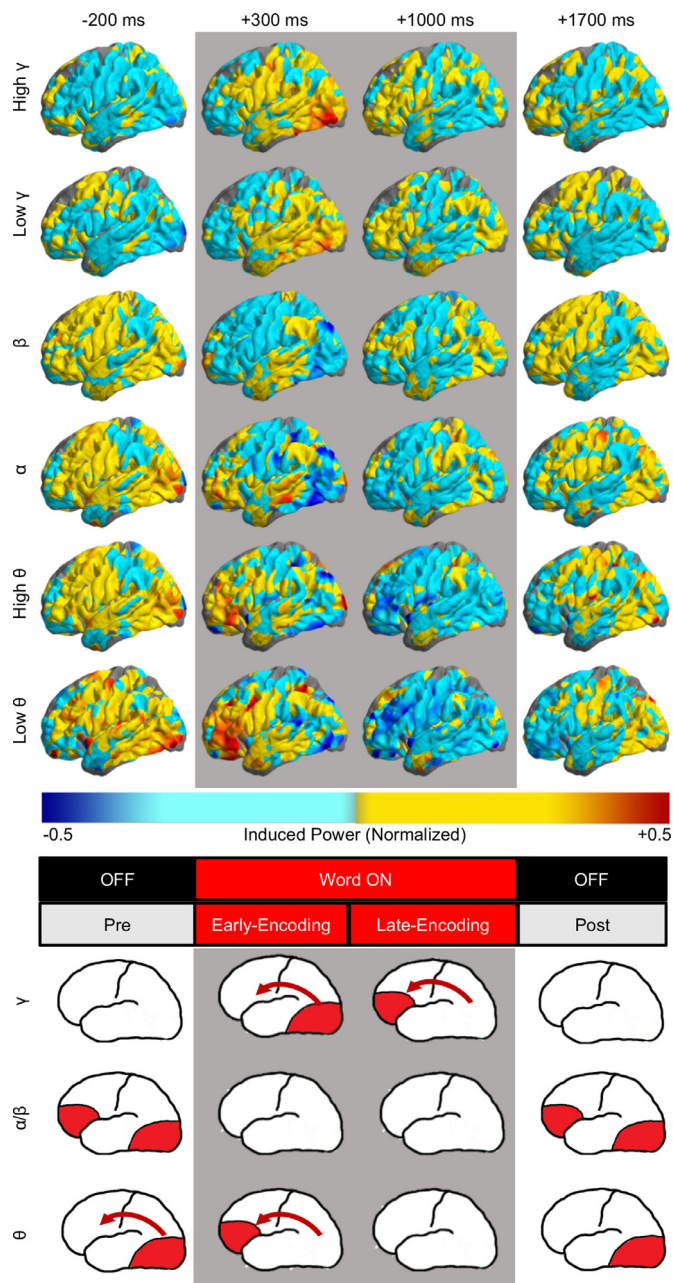 -200 ms +300 ms +1000 ms +1700 ms
High γ
Low γ
β
α
High θ
Low θ
-0.5 Induced Power (Normalized) +0.5
OFF Word ON OFF
Pre Early-Encoding Late-Encoding Post
γ
α/β
θ